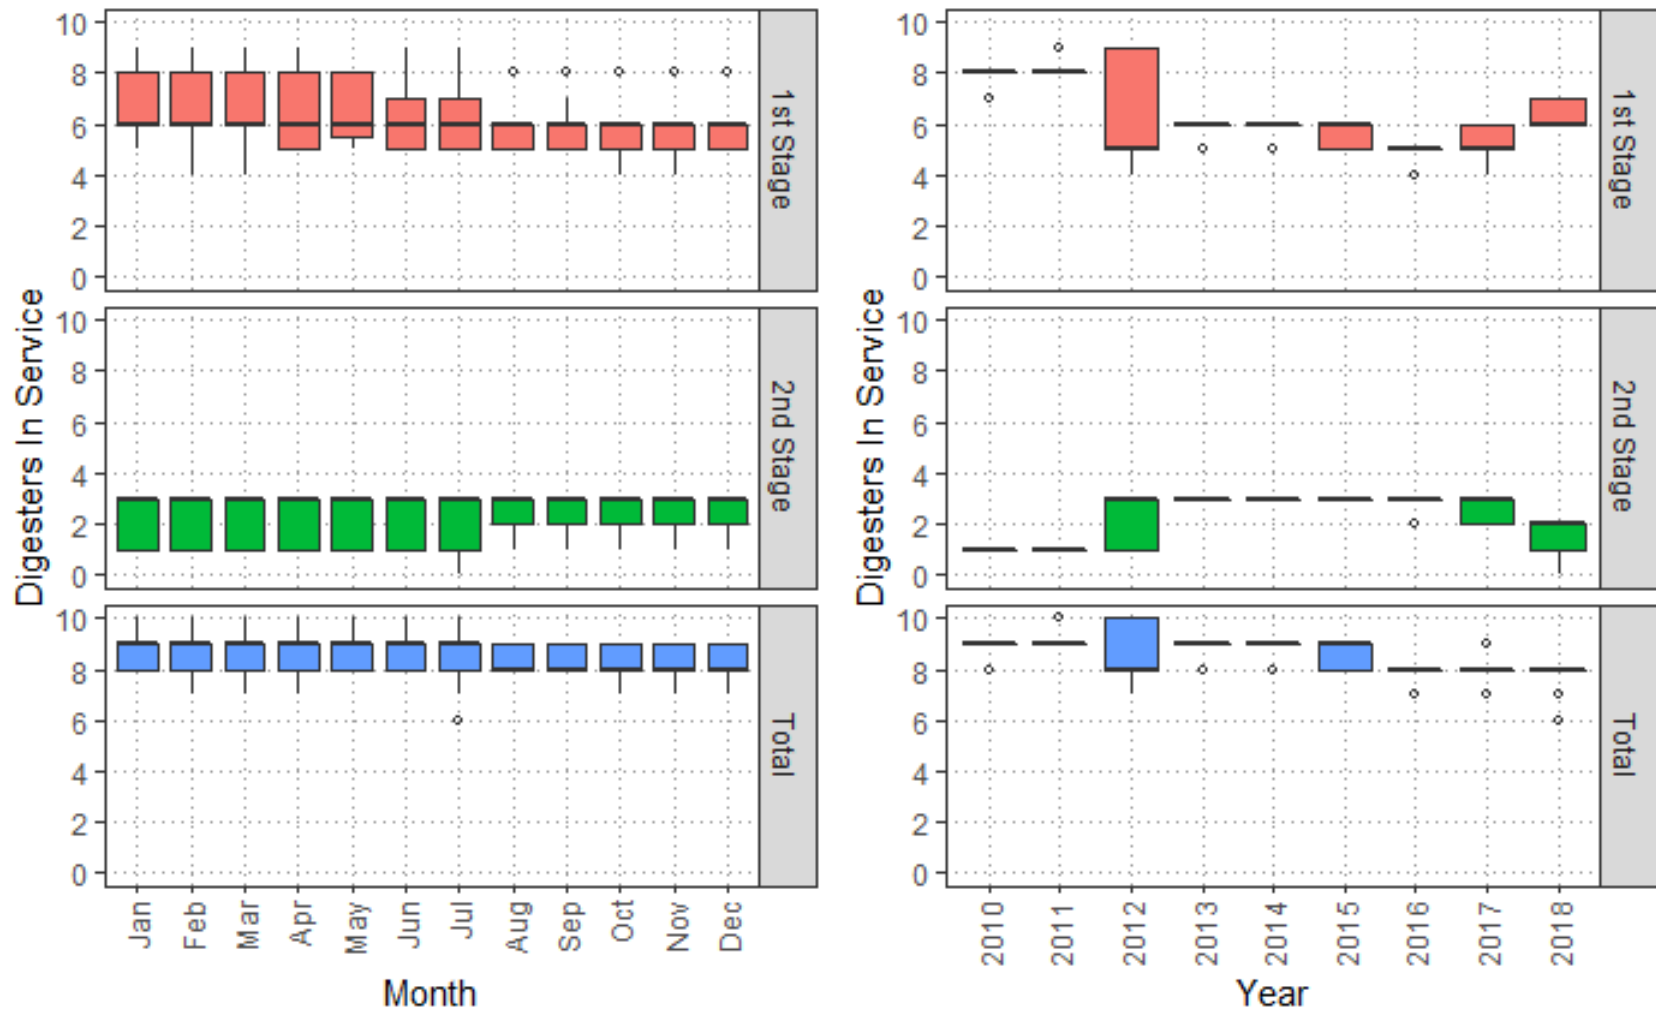 Digesters In Service
10
8
6
4
2
0
1st Stage
10
8
6
4
2
0
2nd Stage
10
8
6
4
2
0
Total
Jan
Feb
Mar
Apr
May
Jun
Jul
Aug
Sep
Oct
Nov
Dec
Month
Digesters In Service
10
8
6
4
2
0
1st Stage
10
8
6
4
2
0
2nd Stage
10
8
6
4
2
0
Total
2010
2011
2012
2013
2014
2015
2016
2017
2018
Year